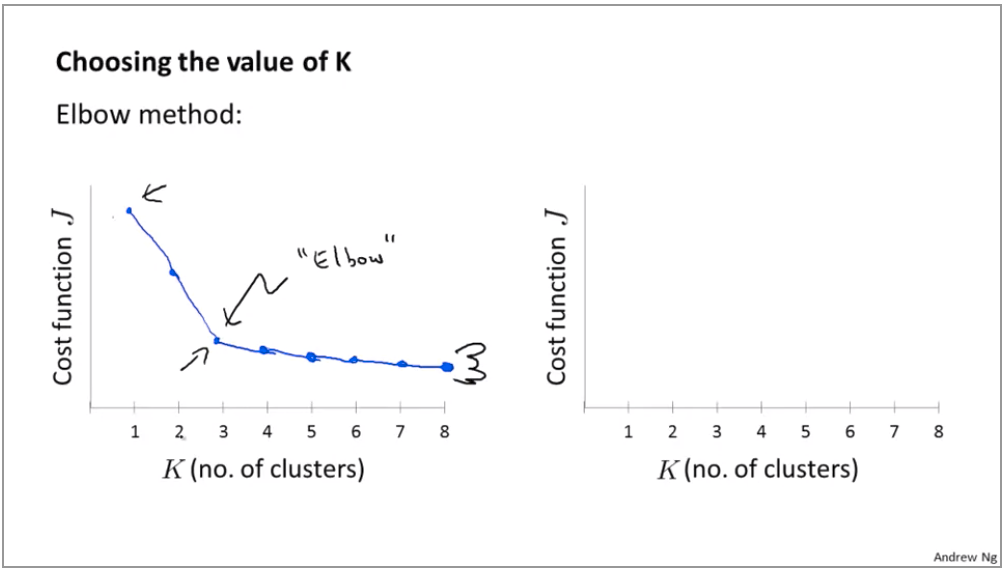 Choosing the value of K
Elbow method:
Cost function J
"Elbow"
1 2 3 4 5 6 7 8
K (no. of clusters)
Cost function J
1 2 3 4 5 6 7 8
K (no. of clusters)
Andrew Ng